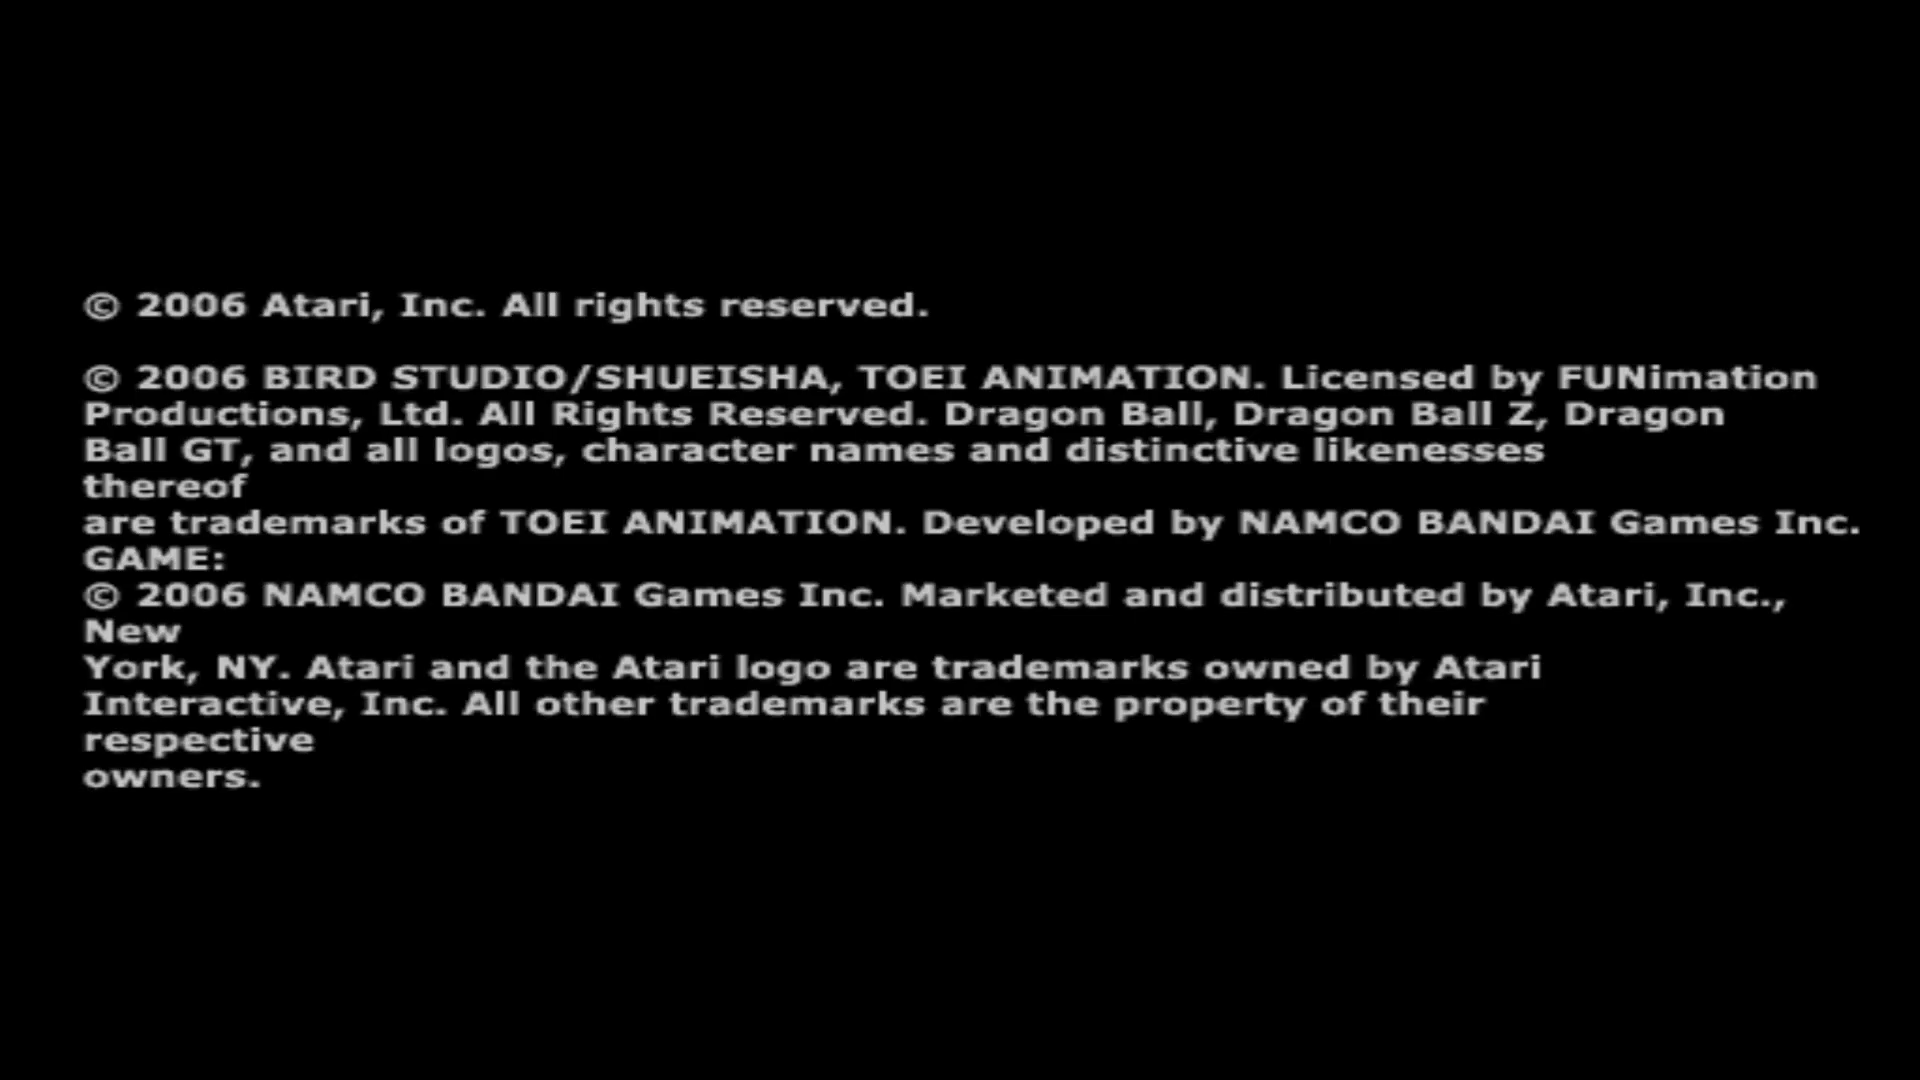 © 2006 Atari, Inc. All rights reserved.
© 2006 BIRD STUDIO/SHUEISHA, TOEI ANIMATION. Licensed by FUNimation
Productions, Ltd. All Rights Reserved. Dragon Ball, Dragon Ball Z, Dragon
Ball GT, and all logos, character names and distinctive likenesses
thereof
are trademarks of TOEI ANIMATION. Developed by NAMCO BANDAI Games Inc.
GAME:
© 2006 NAMCO BANDAI Games Inc. Marketed and distributed by Atari, Inc.,
New
York, NY. Atari and the Atari logo are trademarks owned by Atari
Interactive, Inc. All other trademarks are the property of their
respective
owners.